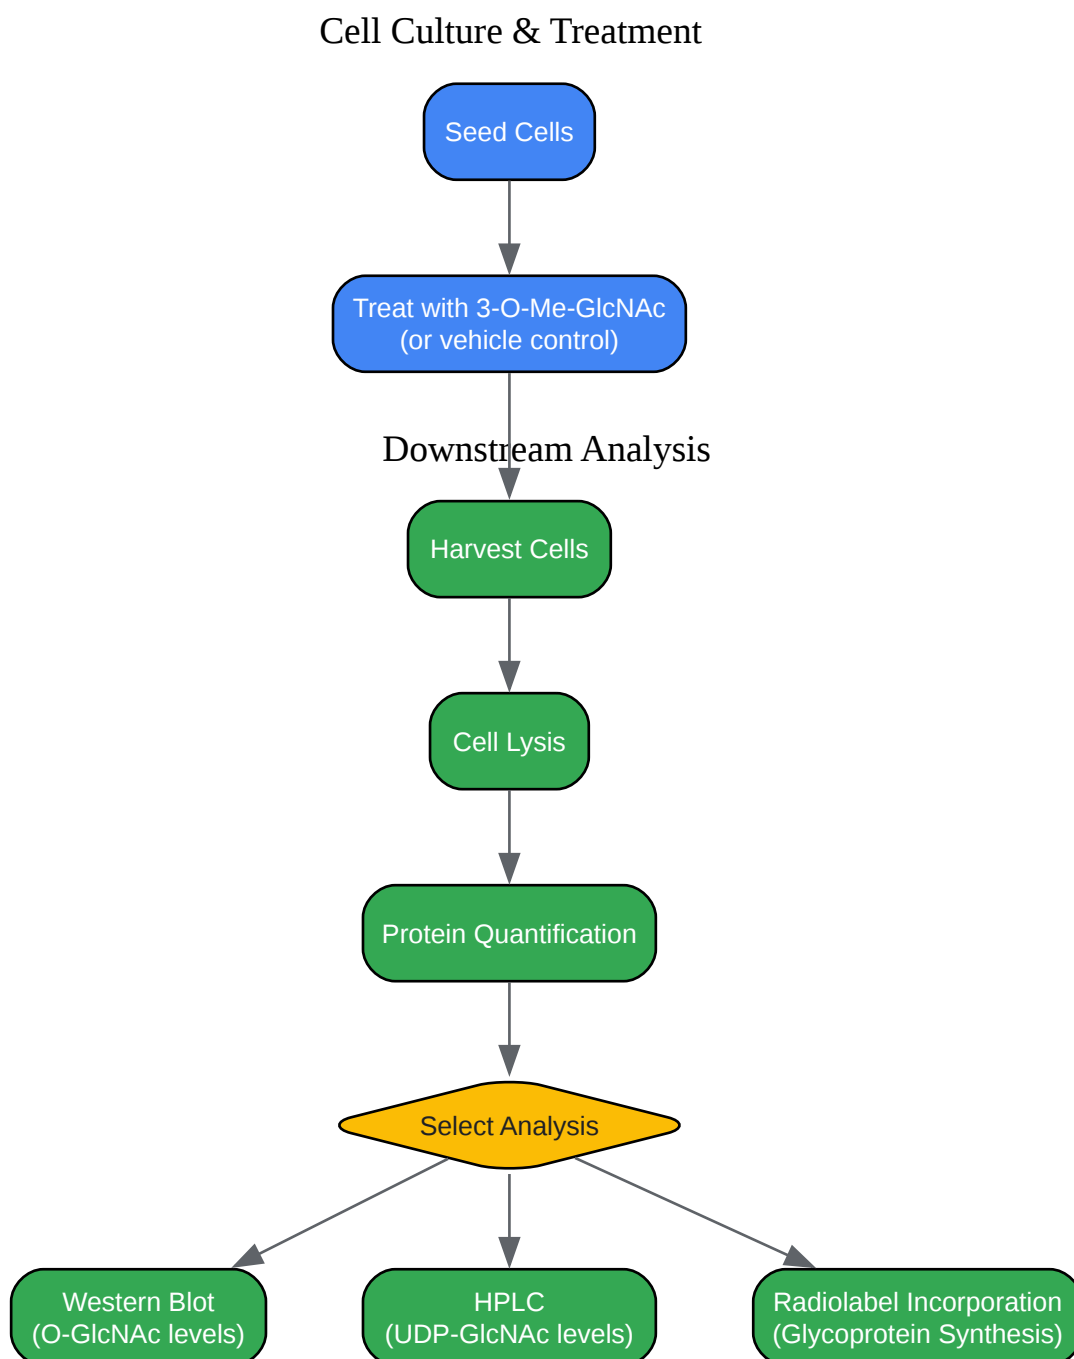 Cell Culture & Treatment
Seed Cells
Treat with 3-O-Me-GlcNAc
(or vehicle control)
Downstream Analysis
Harvest Cells
Cell Lysis
Protein Quantification
Select Analysis
Western Blot
(O-GlcNAc levels)
HPLC
(UDP-GlcNAc levels)
Radiolabel Incorporation
(Glycoprotein Synthesis)